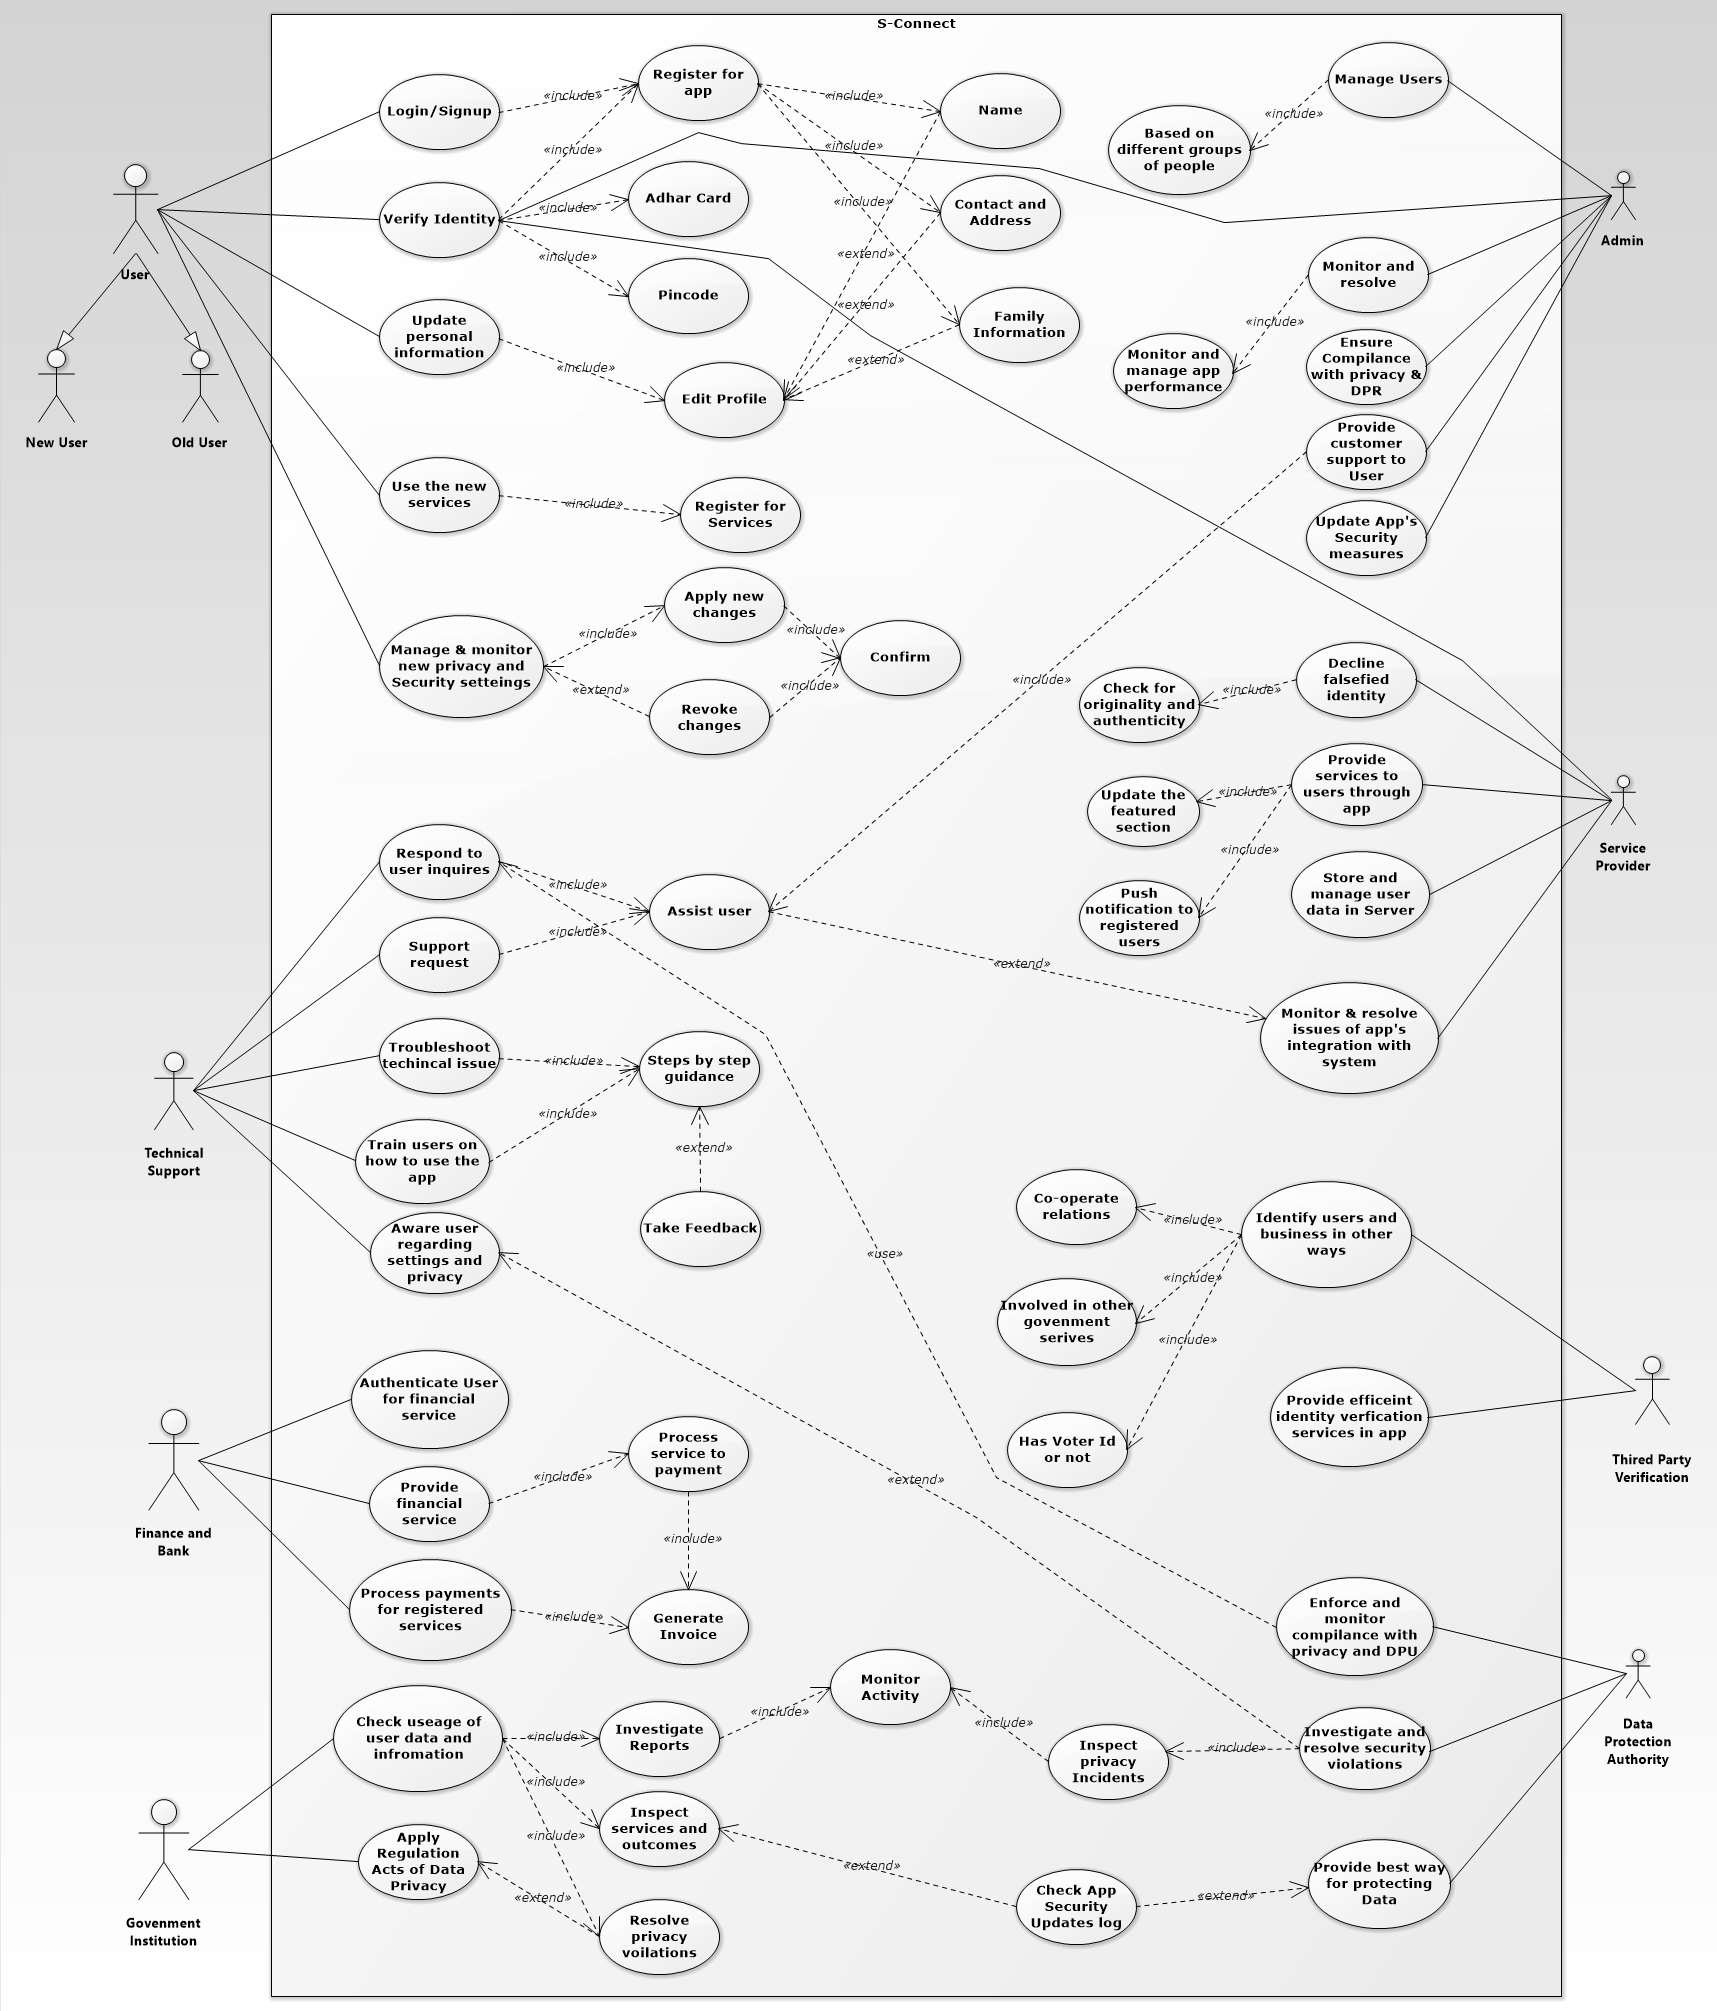 S-Connect
Login/Signup
«include»
Register for
app
«include»
Name
Manage Users
«include»
Based on
different groups
of people
«include»
«include»
Verify Identity
«include»
Adhar Card
«include»
Contact and
Address
Admin
User
«include»
Pincode
«extend»
Monitor and
resolve
Update
personal
information
«include»
Edit Profile
«extend»
Family
Information
«extend»
«include»
Monitor and
manage app
performance
Ensure
Compilance
with privacy &
DPR
New User
Old User
Provide
customer
support to
User
Use the new
services
«include»
Register for
Services
Update App's
Security
measures
Apply new
changes
«include»
«include»
Manage & monitor
new privacy and
Security setteings
Confirm
«extend»
«include»
Revoke
changes
«include»
Decline
falsefied
identity
«include»
Check for
originality and
authenticity
Provide
services to
users through
app
«include»
Update the
featured
section
«include»
Service
Provider
Respond to
user inquires
«include»
Assist user
Store and
manage user
data in Server
Push
notification to
registered
users
Support
request
«include»
«extend»
Monitor & resolve
issues of app's
integration with
system
Troubleshoot
techincal issue
«include»
Steps by step
guidance
«include»
Technical
Support
Train users on
how to use the
app
«extend»
Take Feedback
Aware user
regarding
settings and
privacy
«use»
Co-operate
relations
«include»
Identify users and
business in other
ways
«include»
Involved in other
govenment
serives
«include»
Authenticate User
for financial
service
Provide efficeint
identity verfication
services in app
Has Voter Id
or not
Thired Party
Verification
Finance and
Bank
Process
service to
payment
«include»
Provide
financial
service
«extend»
«include»
Process payments
for registered
services
«include»
Generate
Invoice
Enforce and
monitor
compilance with
privacy and DPU
Monitor
Activity
«include»
«include»
Check useage of
user data and
infromation
«include»
Investigate
Reports
Inspect
privacy
Incidents
«include»
Investigate and
resolve security
violations
Data
Protection
Authority
«include»
Inspect
services and
outcomes
«include»
Apply
Regulation
Acts of Data
Privacy
«extend»
Resolve
privacy
voilations
«extend»
Check App
Security
Updates log
«extend»
Provide best way
for protecting
Data
Govenment
Institution